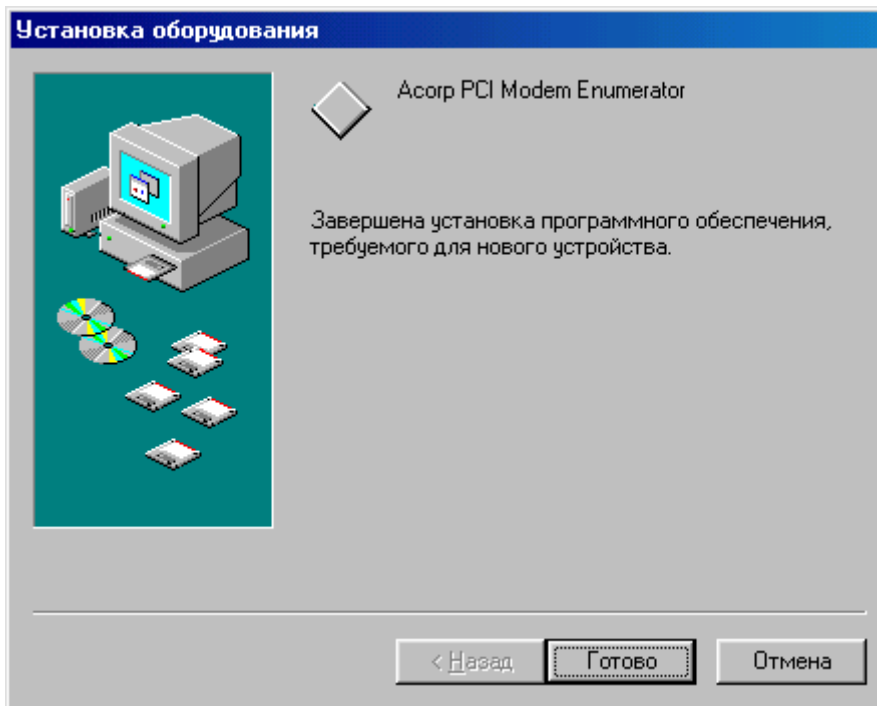 Установка оборудования
Acorp PCI Modem Enumerator
Завершена установка программного обеспечения,
требуемого для нового устройства.
< Назад
Готово
Отмена